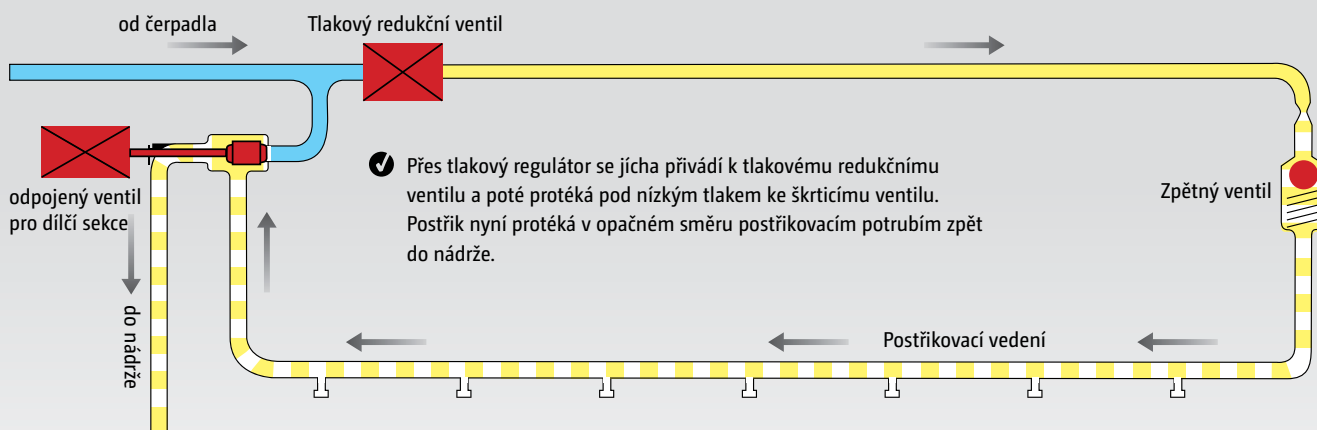 od čerpadla
Tlakový redukční ventil
odpojený ventil
pro dílčí sekce
Přes tlakový regulátor se jícha přivádí k tlakovému redukčnímu
ventilu a poté protéká pod nízkým tlakem ke škrticímu ventilu.
Postřik nyní protéká v opačném směru postřikovacím potrubím zpět
do nádrže.
Zpětný ventil
do nádrže
Postřikovací vedení